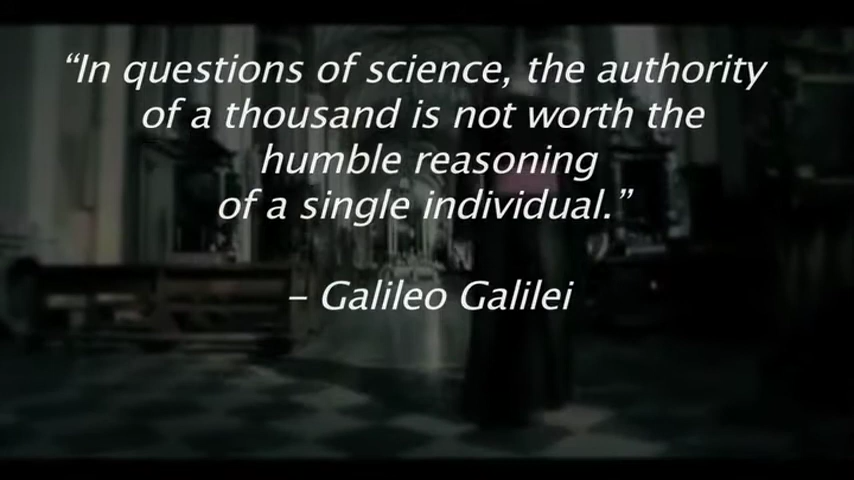 “In questions of science, the authority
of a thousand is not worth the
humble reasoning
of a single individual.”
– Galileo Galilei